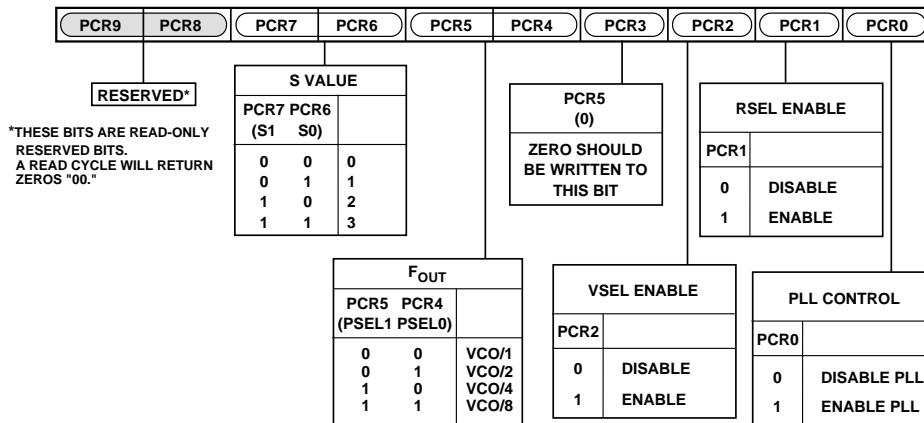 PCR9 PCR8 PCR7 PCR6 PCR5 PCR4 PCR3 PCR2 PCR1 PCR0
RESERVED*
*THESE BITS ARE READ-ONLY
RESERVED BITS.
A READ CYCLE WILL RETURN
ZEROS "00."
S VALUE
PCR7 PCR6
(S1 S0)
0 0 0
0 1 1
1 0 2
1 1 3
PCR5
(0)
ZERO SHOULD
BE WRITTEN TO
THIS BIT
RSEL ENABLE
PCR1
0 DISABLE
1 ENABLE
FOUT
PCR5 PCR4
(PSEL1 PSEL0)
0 0 VCO/1
0 1 VCO/2
1 0 VCO/4
1 1 VCO/8
VSEL ENABLE
PCR2
0 DISABLE
1 ENABLE
PLL CONTROL
PCR0
0 DISABLE PLL
1 ENABLE PLL